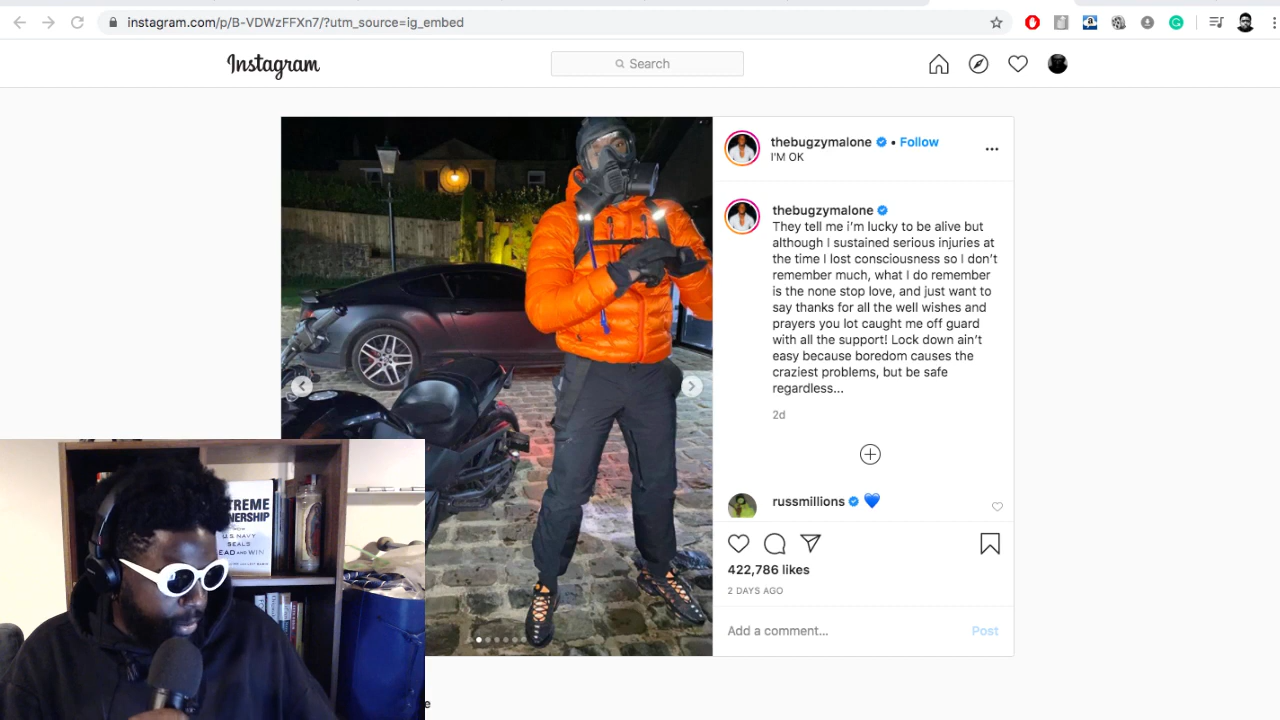 instagram.com/p/B-VDWzFFXn7/?utm_source=ig_embed
Instagram
Search
thebugzymalone • Follow
I'M OK
thebugzymalone
They tell me i'm lucky to be alive but
although I sustained serious injuries at
the time I lost consciousness so I don't
remember much, what I do remember
is the none stop love, and just want to
say thanks for all the well wishes and
prayers you lot caught me off guard
with all the support! Lock down ain't
easy because boredom causes the
craziest problems, but be safe
regardless...
2d
russmillions 💙
422,786 likes
2 DAYS AGO
Add a comment... Post
TREME
NERSHIP
HOW
U.S. NAVY
SEALS
EAD AND WIN
e